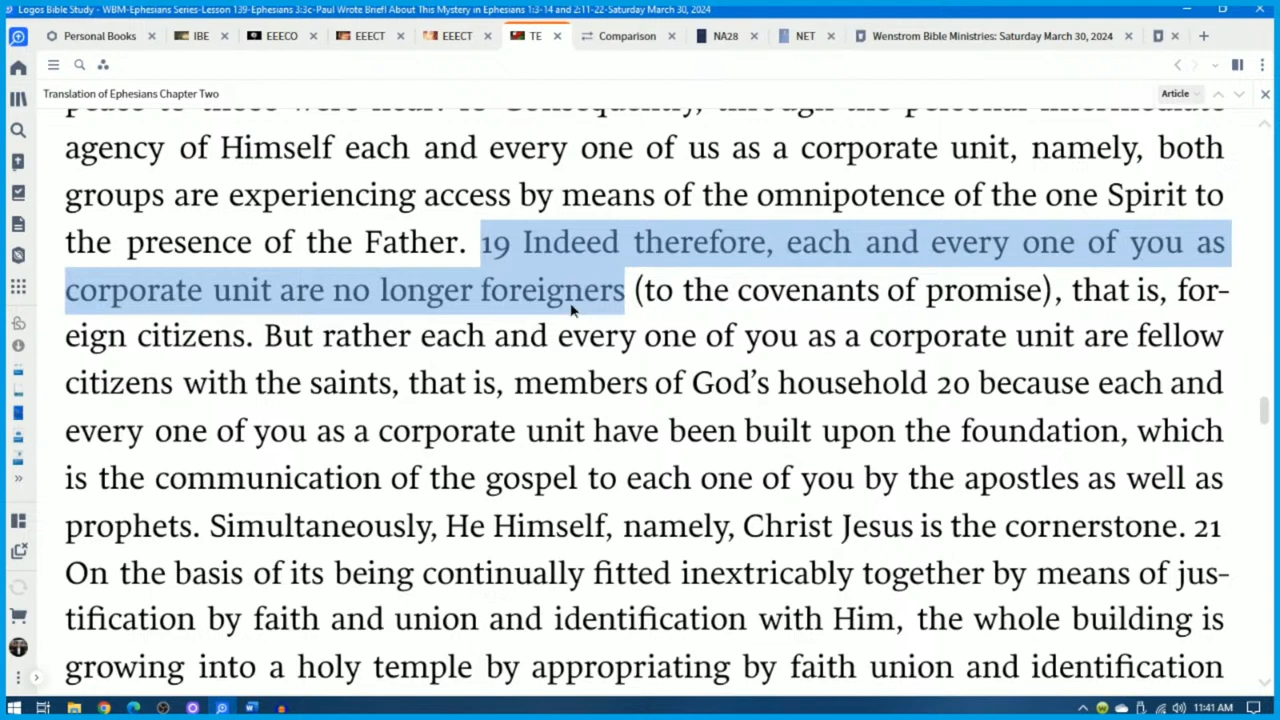 Logos Bible Study - WBM-Ephesians Series-Lesson 139-Ephesians 3:3c-Paul Wrote Briefl About This Mystery in Ephesians 1:3-14 and 2:11-22-Saturday March 30, 2024
Personal Books IBE EEECO EEECT EEECT TE Comparison NA28 NET Wenstrom Bible Ministries: Saturday March 30, 2024
Translation of Ephesians Chapter Two Article
agency of Himself each and every one of us as a corporate unit, namely, both
groups are experiencing access by means of the omnipotence of the one Spirit to
the presence of the Father. 19 Indeed therefore, each and every one of you as
corporate unit are no longer foreigners (to the covenants of promise), that is, for-
eign citizens. But rather each and every one of you as a corporate unit are fellow
citizens with the saints, that is, members of God’s household 20 because each and
every one of you as a corporate unit have been built upon the foundation, which
is the communication of the gospel to each one of you by the apostles as well as
prophets. Simultaneously, He Himself, namely, Christ Jesus is the cornerstone. 21
On the basis of its being continually fitted inextricably together by means of jus-
tification by faith and union and identification with Him, the whole building is
growing into a holy temple by appropriating by faith union and identification
11:41 AM